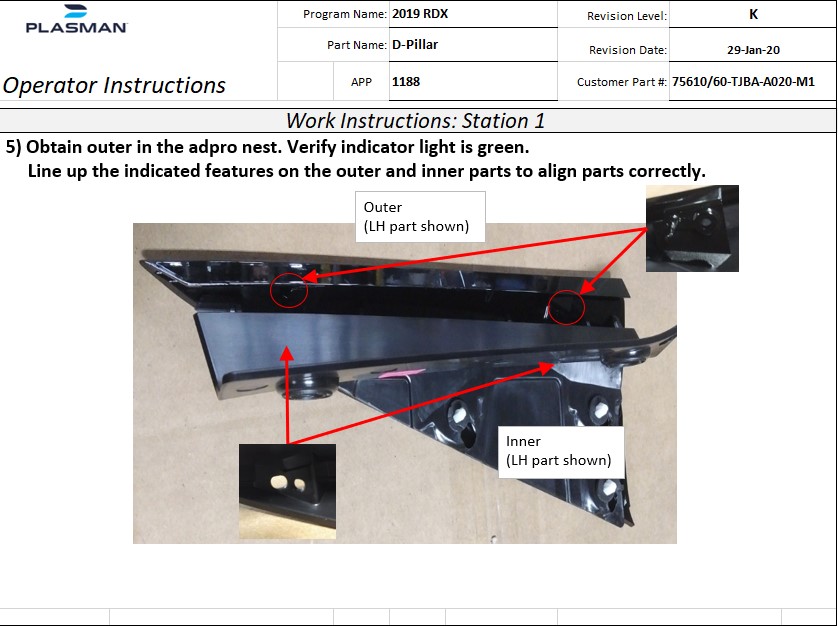 PLASMAN
Program Name: 2019 RDX
Revision Level: K
Part Name: D-Pillar
Revision Date: 29-Jan-20
Operator Instructions
APP 1188
Customer Part #: 75610/60-TJBA-A020-M1
Work Instructions: Station 1
5) Obtain outer in the adpro nest. Verify indicator light is green.
Line up the indicated features on the outer and inner parts to align parts correctly.
Outer
(LH part shown)
Inner
(LH part shown)